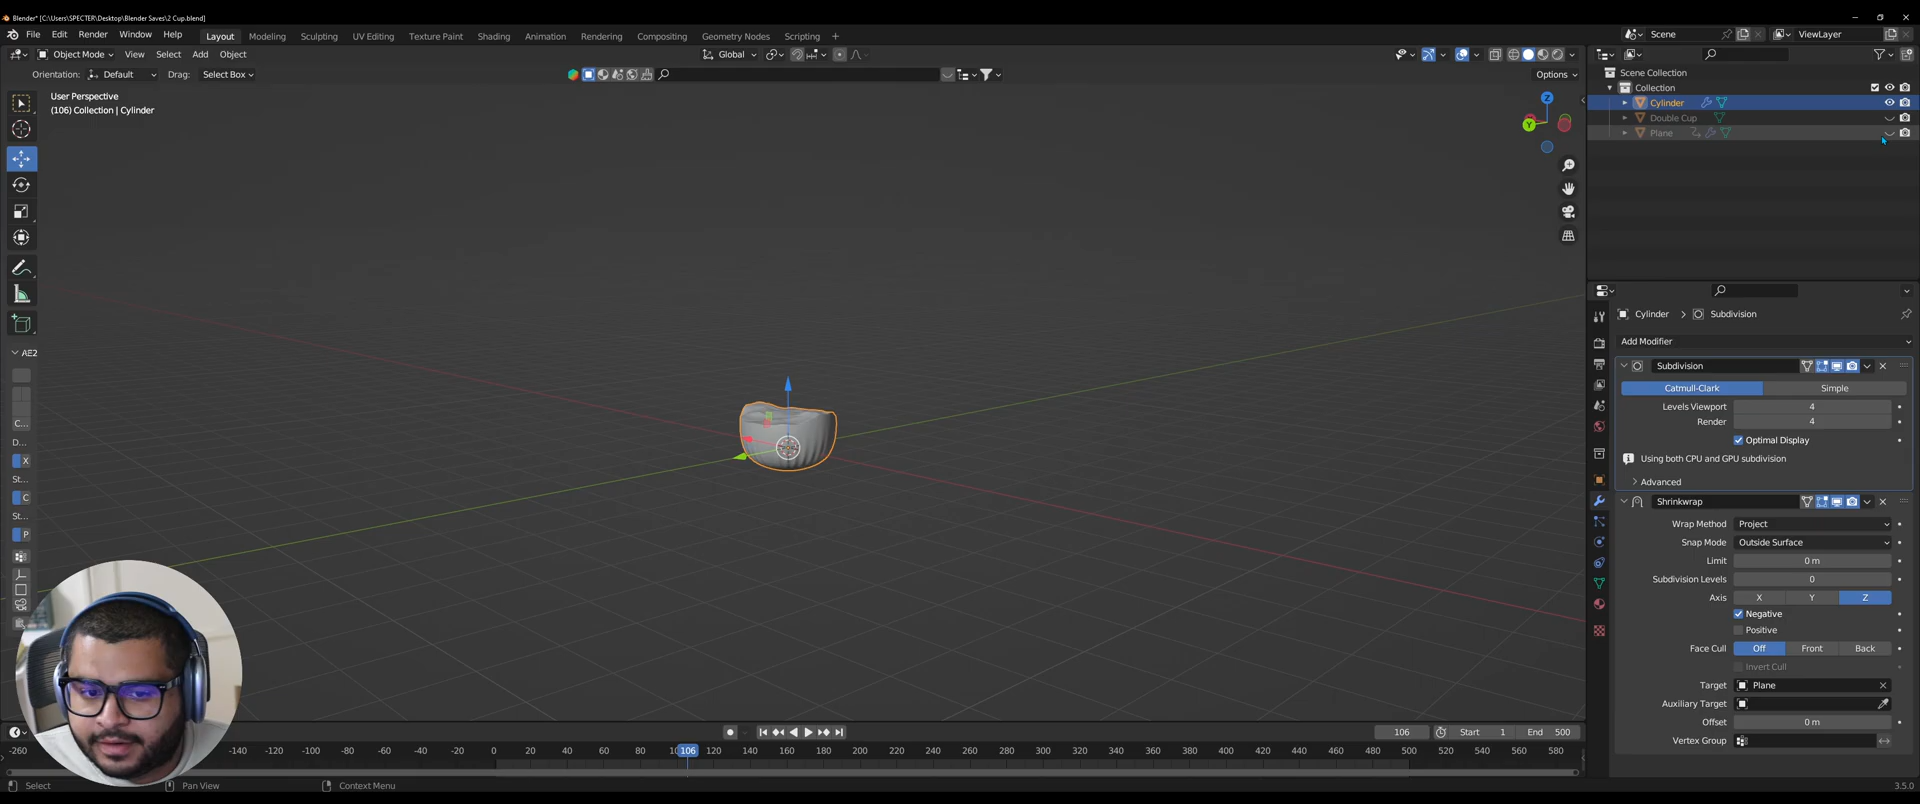 Blender* [C:\Users\SPECTER\Desktop\Blender Saves\2 Cup.blend]
File Edit Render Window Help Layout Modeling Sculpting UV Editing Texture Paint Shading Animation Rendering Compositing Geometry Nodes Scripting + Scene ViewLayer
Object Mode View Select Add Object Global
Orientation: Default Drag: Select Box Options
User Perspective
(106) Collection | Cylinder
Z
Y
Scene Collection
Collection
Cylinder
Double Cup
Plane
Cylinder > Subdivision
Add Modifier
Subdivision
Catmull-Clark Simple
Levels Viewport 4
Render 4
Optimal Display
Using both CPU and GPU subdivision
Advanced
Shrinkwrap
Wrap Method Project
Snap Mode Outside Surface
Limit 0 m
Subdivision Levels 0
Axis X Y Z
Negative
Positive
Face Cull Off Front Back
Invert Cull
Target Plane
Auxiliary Target
Offset 0 m
Vertex Group
AE2
C...
D...
X
St...
C
St...
P
106 Start 1 End 500
-260 -140 -120 -100 -80 -60 -40 -20 0 20 40 60 80 106 120 140 160 180 200 220 240 260 280 300 320 340 360 380 400 420 440 460 480 500 520 540 560 580
Select Pan View Context Menu 3.5.0